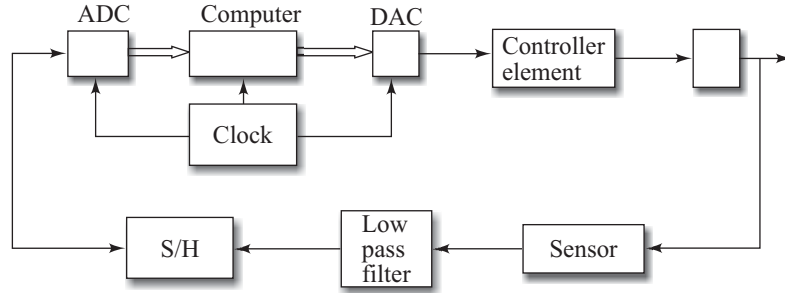 ADC
Computer
DAC
Controller
element
Clock
S/H
Low
pass
filter
Sensor